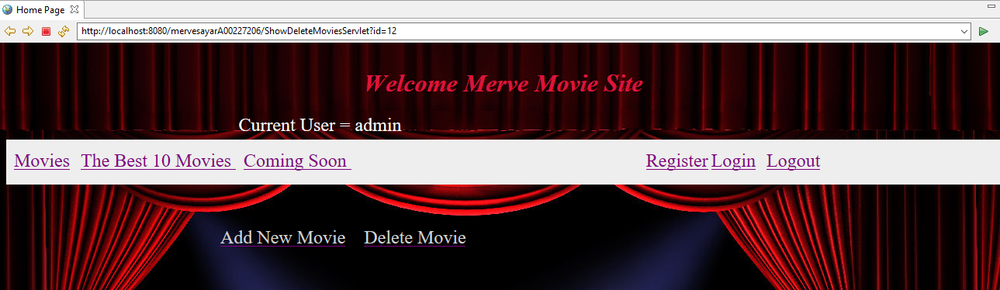 Home Page
http://localhost:8080/mervesayarA00227206/ShowDeleteMoviesServlet?id=12
Welcome Merve Movie Site
Current User = admin
Movies The Best 10 Movies Coming Soon Register Login Logout
Add New Movie Delete Movie